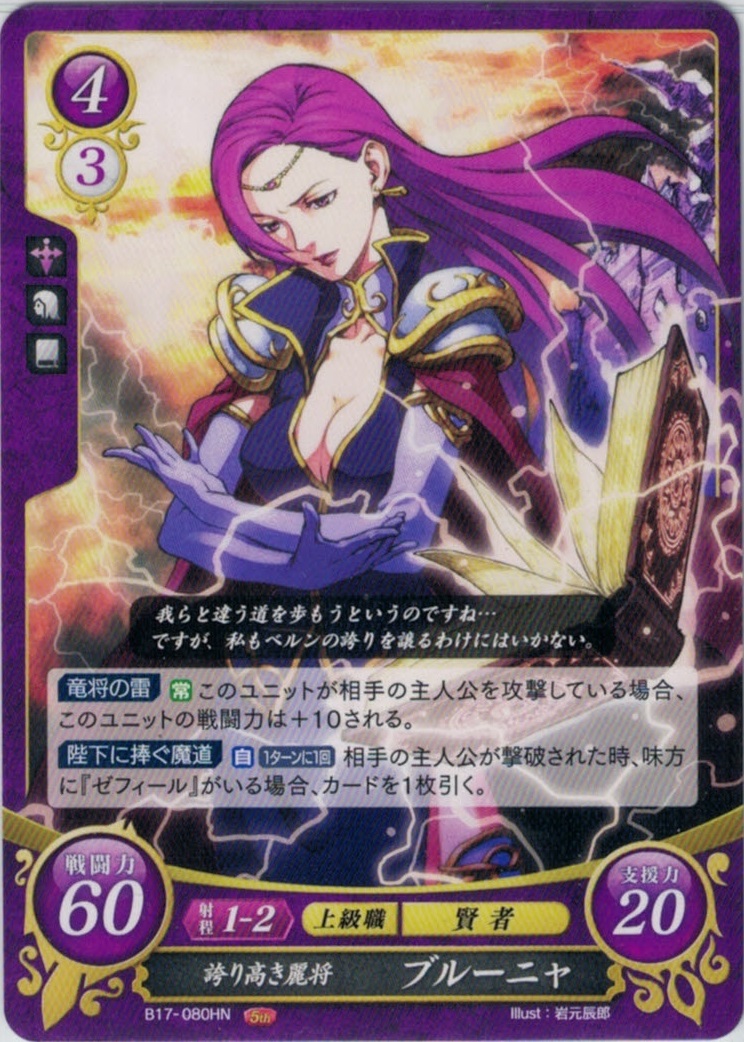 4
3
我らと違う道を歩もうというのですね…
ですが、私もベルンの誇りを譲るわけにはいかない。
竜将の雷 常 このユニットが相手の主人公を攻撃している場合、
このユニットの戦闘力は+10される。
陛下に捧ぐ魔道 自 1ターンに1回 相手の主人公が撃破された時、味方
に『ゼフィール』がいる場合、カードを1枚引く。
戦闘力
60
射程 1-2 上級職 賢者
支援力
20
誇り高き麗将 ブルーニャ
B17-080HN 5th Illust：岩元辰郎